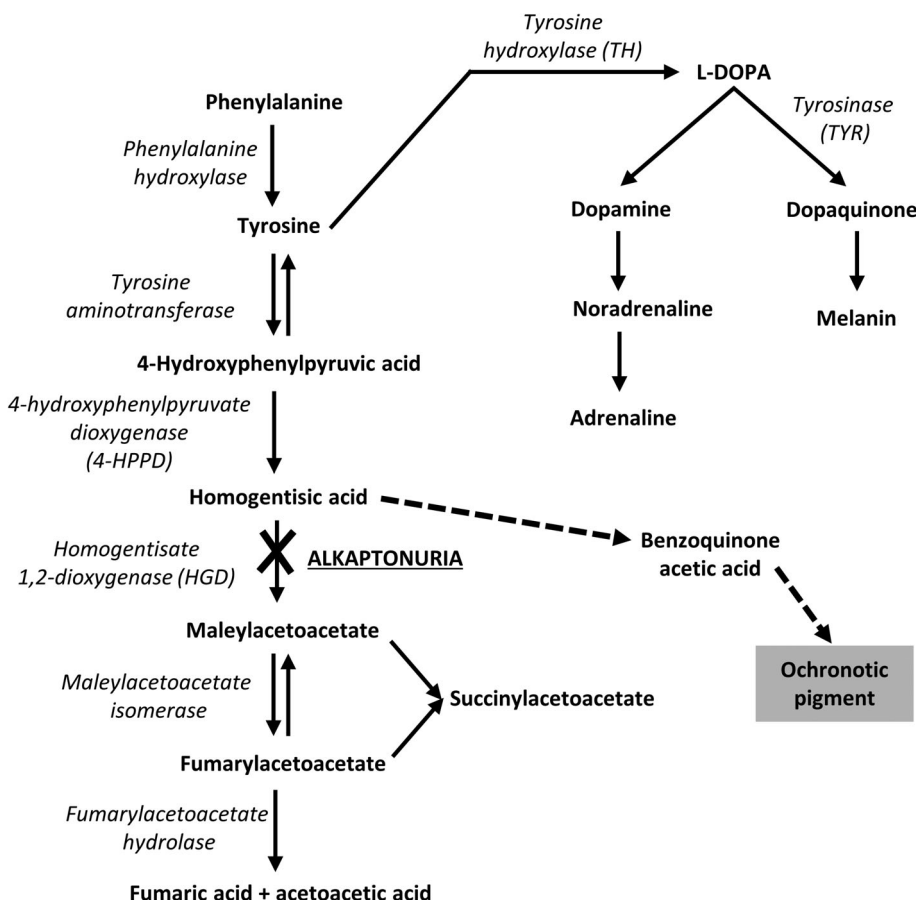 Tyrosine
hydroxylase (TH)
L-DOPA
Phenylalanine
Tyrosinase
(TYR)
Phenylalanine
hydroxylase
Tyrosine
Dopamine
Dopaquinone
Tyrosine
aminotransferase
Noradrenaline
Melanin
4-Hydroxyphenylpyruvic acid
4-hydroxyphenylpyruvate
dioxygenase
(4-HPPD)
Adrenaline
Homogentisic acid
Homogentisate
1,2-dioxygenase (HGD)
ALKAPTONURIA
Benzoquinone
acetic acid
Maleylacetoacetate
Maleylacetoacetate
isomerase
Succinylacetoacetate
Ochronotic
pigment
Fumarylacetoacetate
Fumarylacetoacetate
hydrolase
Fumaric acid + acetoacetic acid